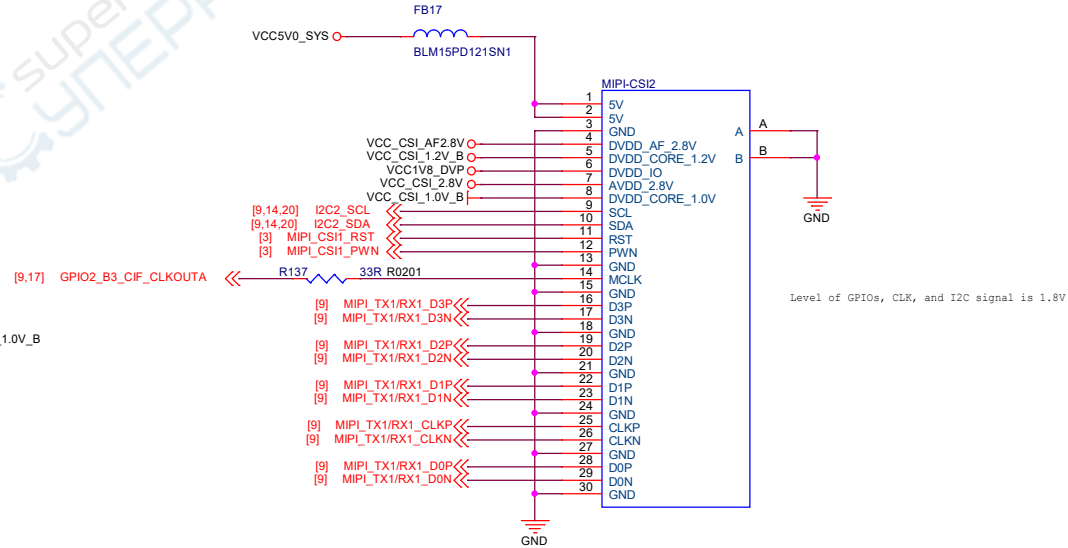 super
YПЕРР
FB17
VCC5V0_SYS
BLM15PD121SN1
MIPI-CSI2
1 5V
2 5V
3 GND
A A
VCC_CSI_AF2.8V 4 DVDD_AF_2.8V
VCC_CSI_1.2V_B 5 DVDD_CORE_1.2V
B B
VCC1V8_DVP 6 DVDD_IO
VCC_CSI_2.8V 7 AVDD_2.8V
VCC_CSI_1.0V_B 8 DVDD_CORE_1.0V
[9,14,20] I2C2_SCL 9 SCL
GND
[9,14,20] I2C2_SDA 10 SDA
[3] MIPI_CSI1_RST 11 RST
[3] MIPI_CSI1_PWN 12 PWN
13 GND
[9,17] GPIO2_B3_CIF_CLKOUTA R137 33R R0201 14 MCLK
15 GND
Level of GPIOs, CLK, and I2C signal is 1.8V
[9] MIPI_TX1/RX1_D3P 16 D3P
[9] MIPI_TX1/RX1_D3N 17 D3N
18 GND
1.0V_B
[9] MIPI_TX1/RX1_D2P 19 D2P
[9] MIPI_TX1/RX1_D2N 20 D2N
21 GND
[9] MIPI_TX1/RX1_D1P 22 D1P
[9] MIPI_TX1/RX1_D1N 23 D1N
24 GND
[9] MIPI_TX1/RX1_CLKP 25 CLKP
[9] MIPI_TX1/RX1_CLKN 26 CLKN
27 GND
[9] MIPI_TX1/RX1_D0P 28 D0P
[9] MIPI_TX1/RX1_D0N 29 D0N
30 GND
GND